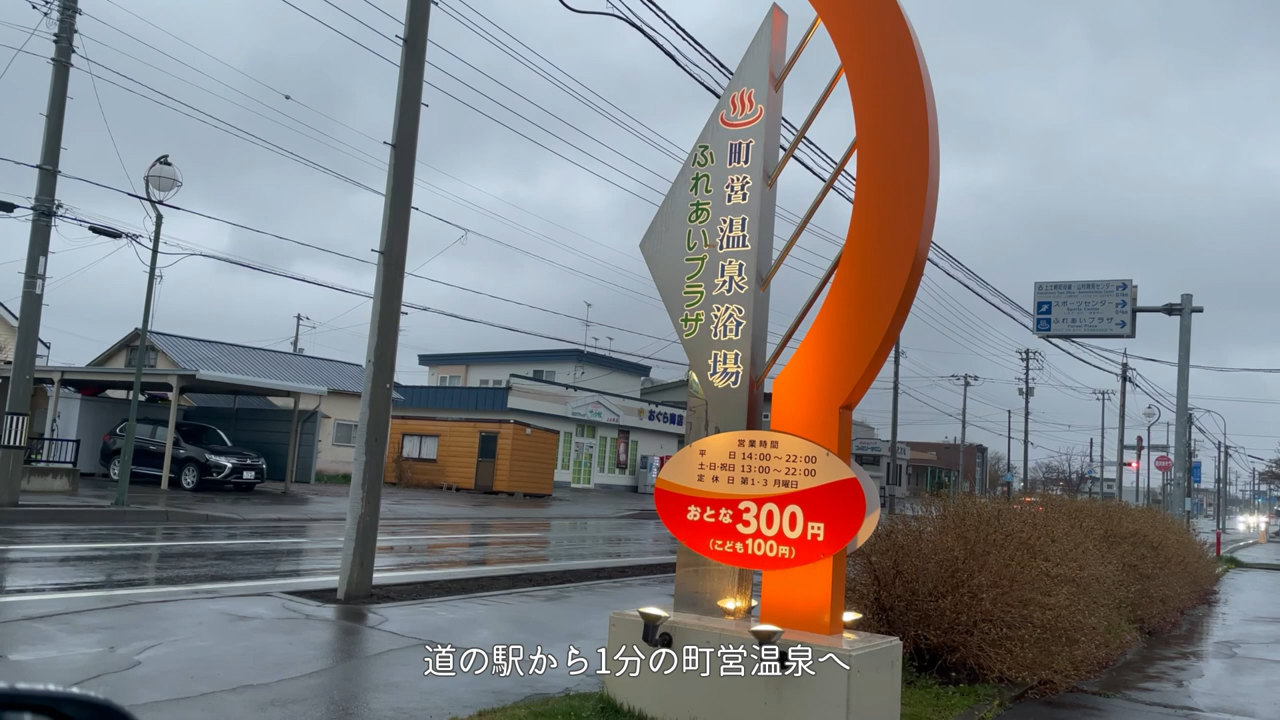 町営温泉浴場
ふれあいプラザ
営業時間
平 日 14:00～22:00
土・日・祝日 13:00～22:00
定休日 第1・3 月曜日
おとな300円
(こども100円)
スポーツセンター
ふれあいプラザ
おぐら商店
道の駅から1分の町営温泉へ